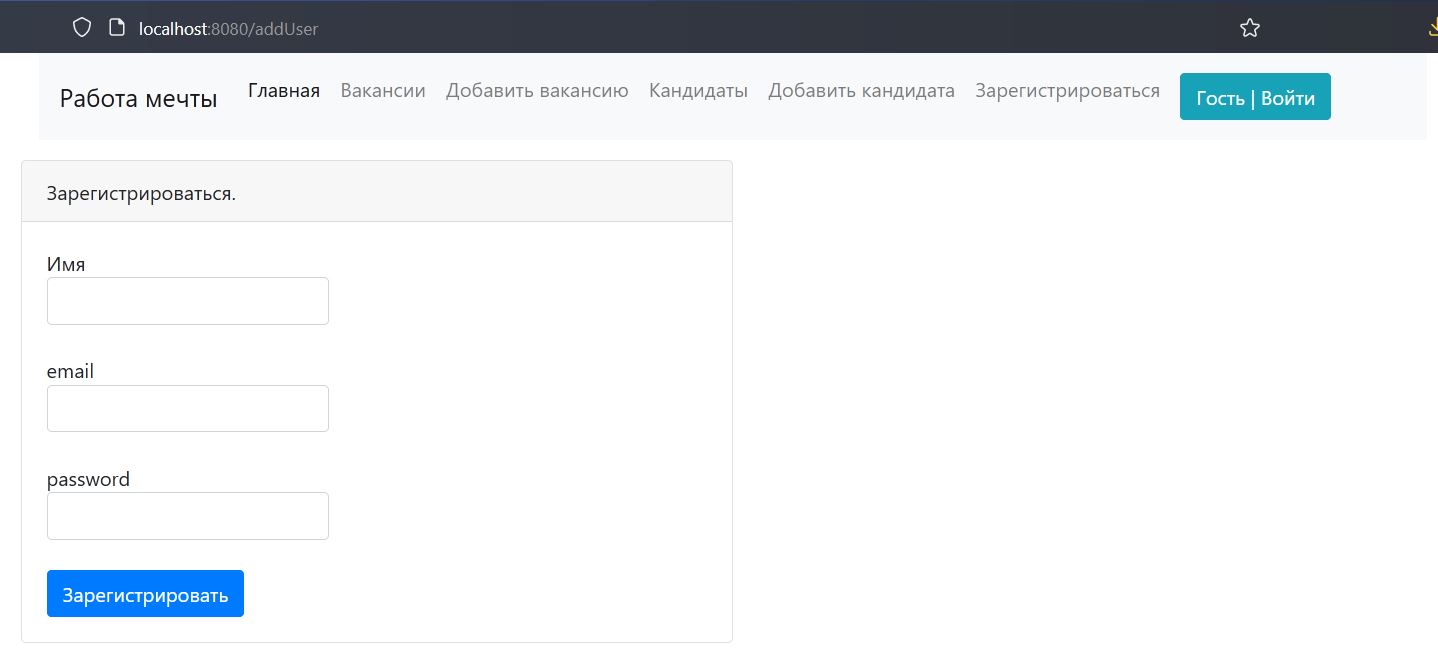 localhost:8080/addUser
Работа мечты Главная Вакансии Добавить вакансию Кандидаты Добавить кандидата Зарегистрироваться Гость | Войти
Зарегистрироваться.
Имя
email
password
Зарегистрировать